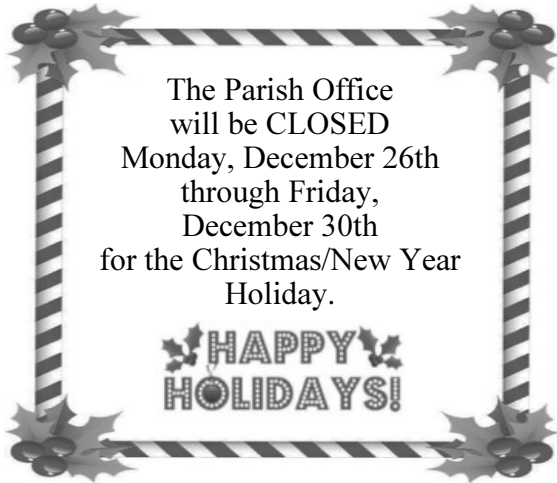 The Parish Office
will be CLOSED
Monday, December 26th
through Friday,
December 30th
for the Christmas/New Year
Holiday.
HAPPY
HOLIDAYS!